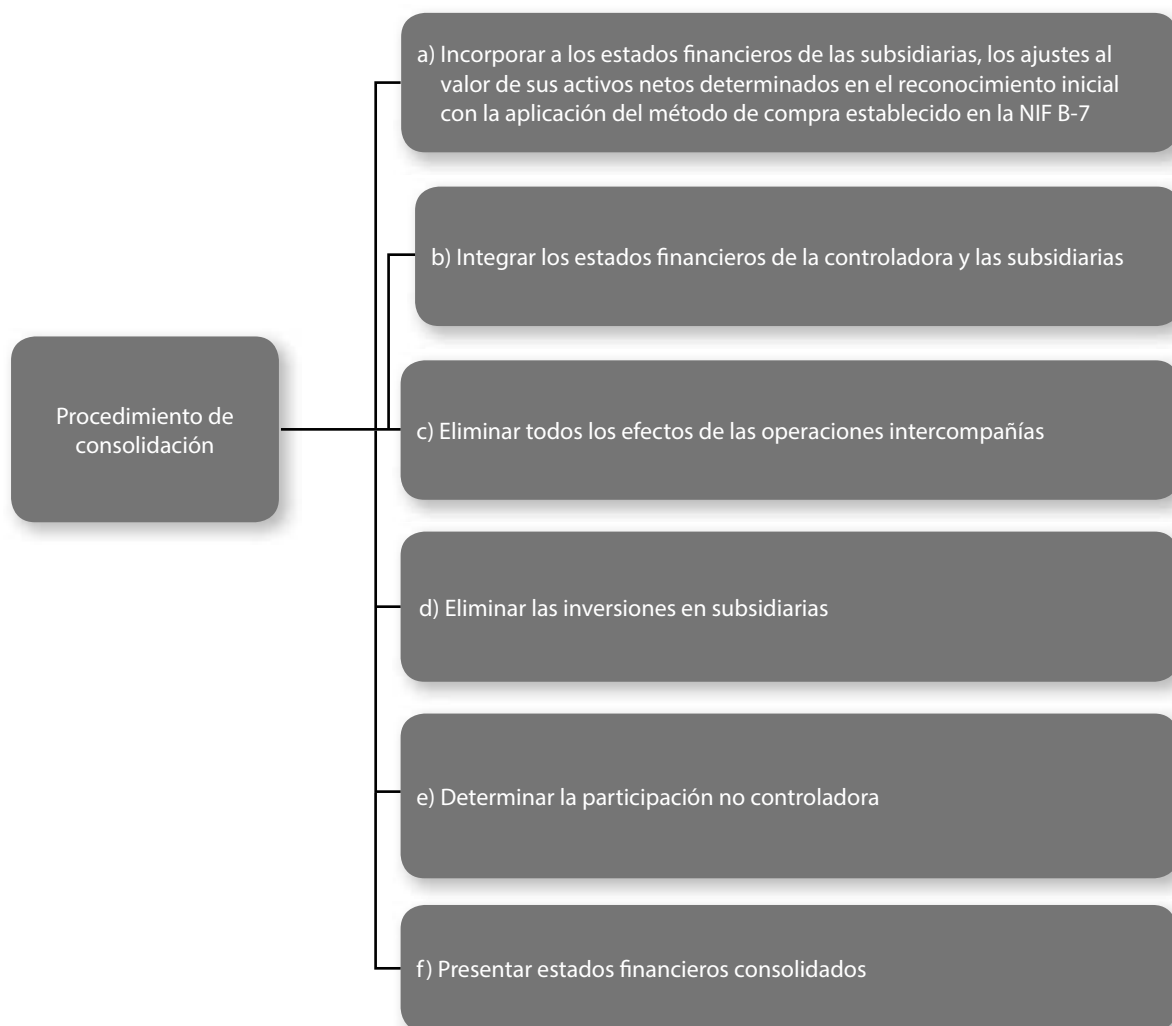 a) Incorporar a los estados financieros de las subsidiarias, los ajustes al
valor de sus activos netos determinados en el reconocimiento inicial
con la aplicación del método de compra establecido en la NIF B-7
b) Integrar los estados financieros de la controladora y las subsidiarias
Procedimiento de
consolidación
c) Eliminar todos los efectos de las operaciones intercompañías
d) Eliminar las inversiones en subsidiarias
e) Determinar la participación no controladora
f) Presentar estados financieros consolidados